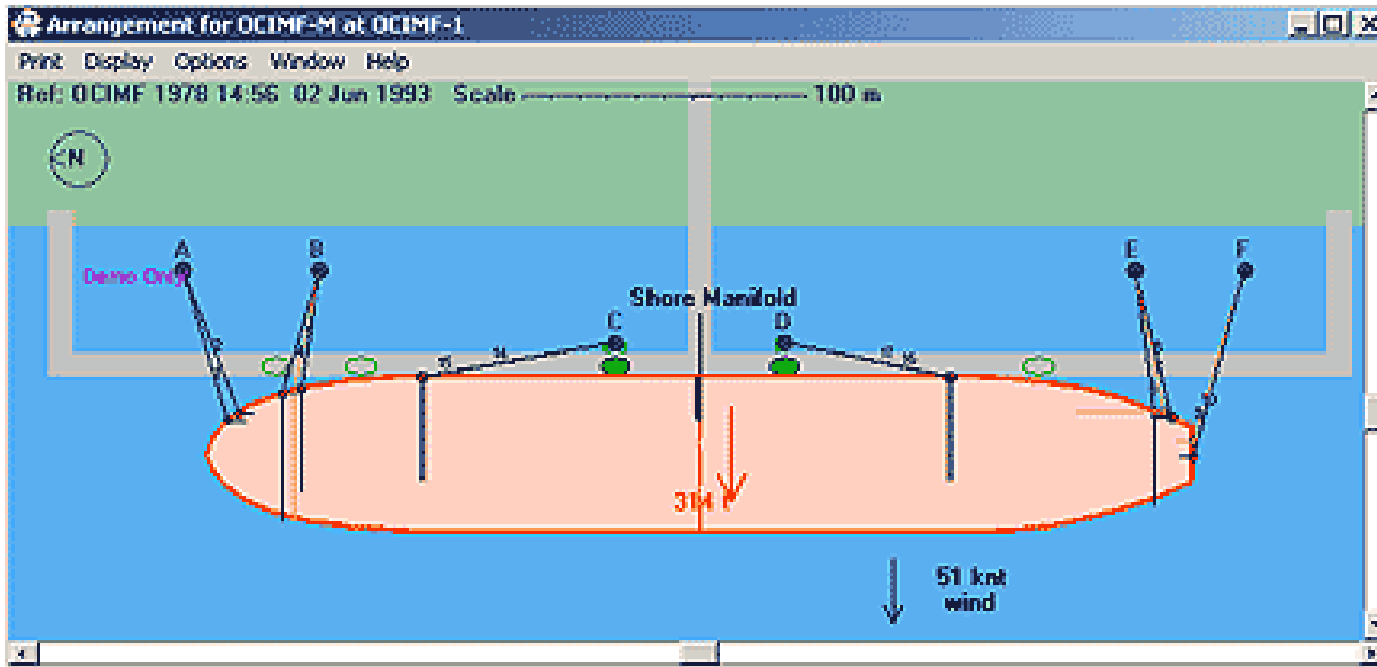 Arrangement for OCIMF-M at OCIMF-1
Print Display Options Window Help
Ref: OCIMF 1978 14:56 02 Jun 1993 Scale 100 m
N
A B E F
Demo Only
Shore Manifold
C D
314 t
51 knt
wind